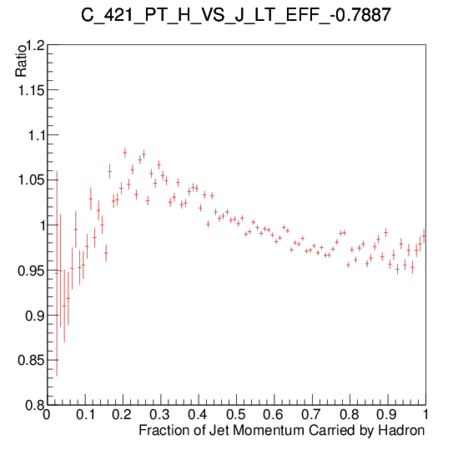 C_421_PT_H_VS_J_LT_EFF_-0.7887
Ratio
1.2
1.15
1.1
1.05
1
0.95
0.9
0.85
0.8
0 0.1 0.2 0.3 0.4 0.5 0.6 0.7 0.8 0.9 1
Fraction of Jet Momentum Carried by Hadron